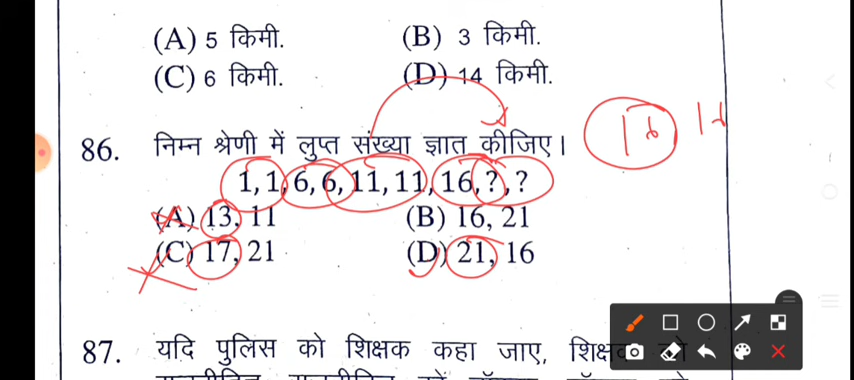 (A) 5 किमी. (B) 3 किमी.
(C) 6 किमी. (D) 14 किमी.
86. निम्न श्रेणी में लुप्त संख्या ज्ञात कीजिए।
16 16
1, 1, 6, 6, 11, 11, 16, ?, ?
(A) 13, 11 (B) 16, 21
(C) 17, 21 (D) 21, 16
87. यदि पुलिस को शिक्षक कहा जाए, शिक्षक को